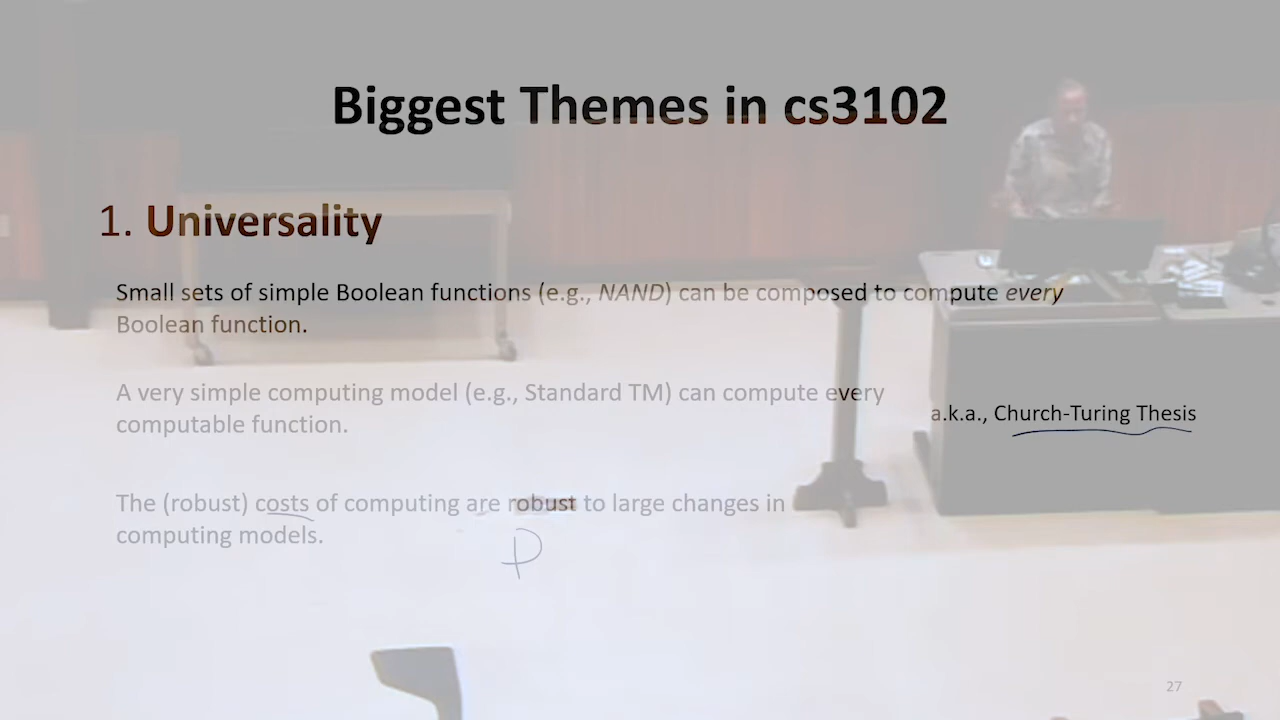 Biggest Themes in cs3102
1. Universality
Small sets of simple Boolean functions (e.g., NAND) can be composed to compute every
Boolean function.
A very simple computing model (e.g., Standard TM) can compute every
computable function.
a.k.a., Church-Turing Thesis
The (robust) costs of computing are robust to large changes in
computing models.
P
27